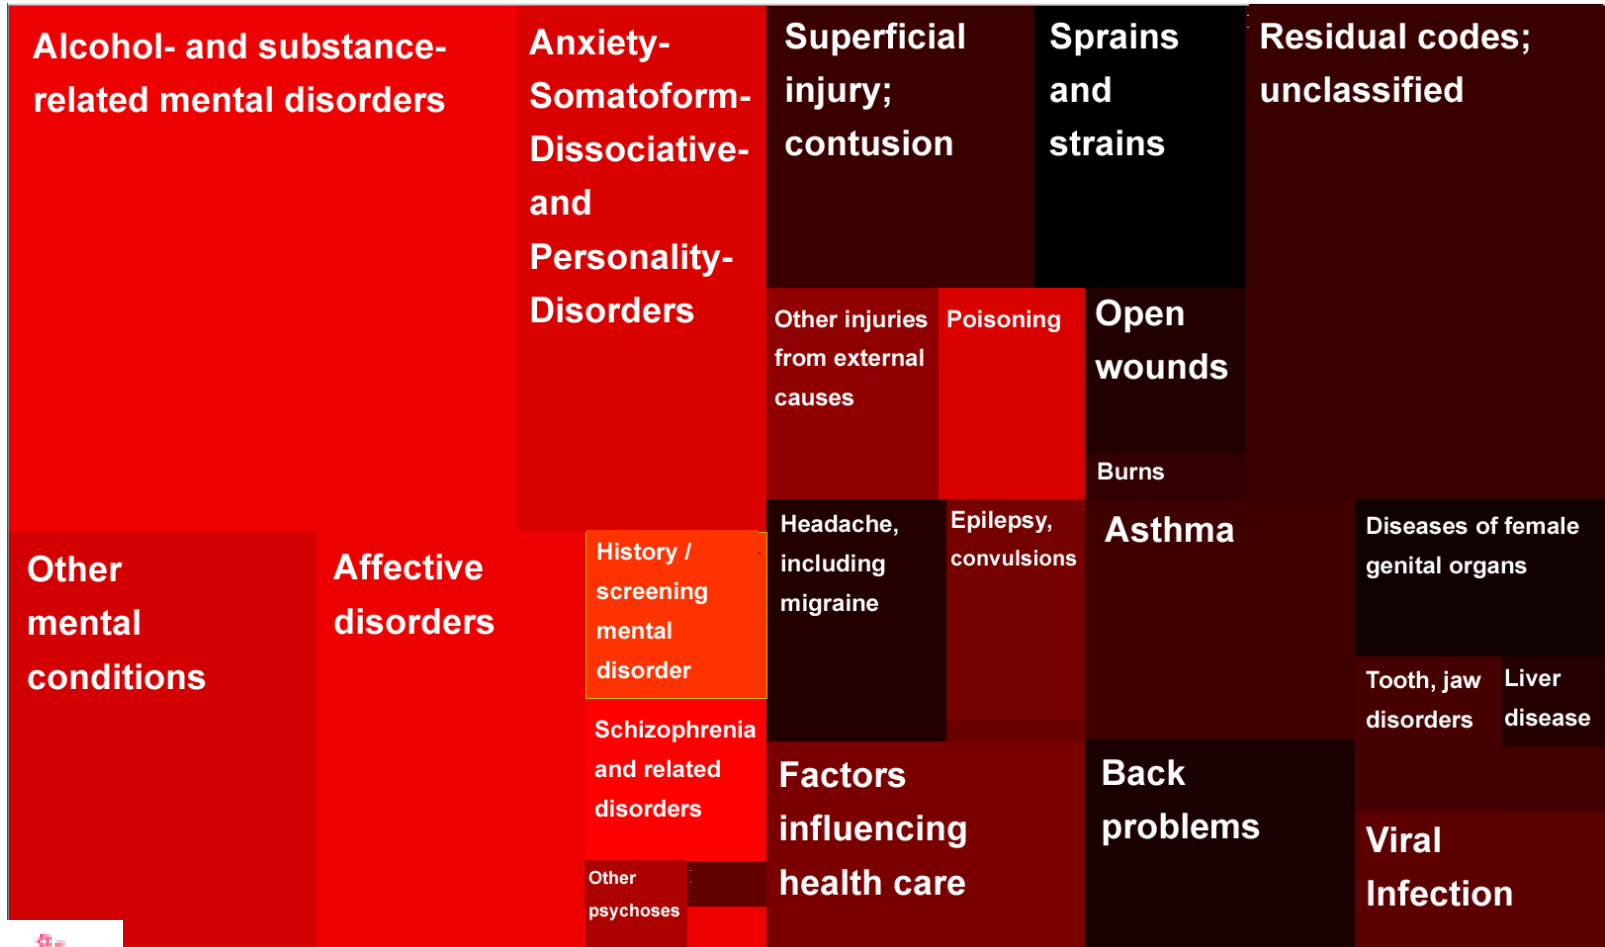 Alcohol- and substance-
related mental disorders
Anxiety-
Somatoform-
Dissociative-
and
Personality-
Disorders
Superficial
injury;
contusion
Sprains
and
strains
Residual codes;
unclassified
Other injuries
from external
causes
Poisoning
Open
wounds
Burns
Other
mental
conditions
Affective
disorders
History /
screening
mental
disorder
Schizophrenia
and related
disorders
Other
psychoses
Headache,
including
migraine
Epilepsy,
convulsions
Asthma
Diseases of female
genital organs
Tooth, jaw
disorders
Liver
disease
Factors
influencing
health care
Back
problems
Viral
Infection